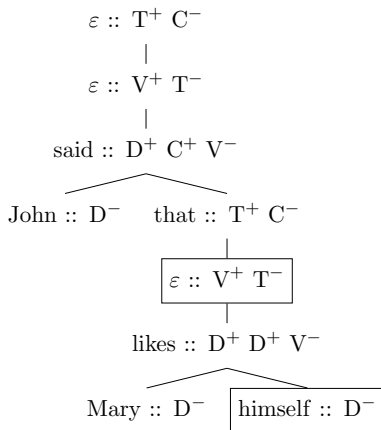 ε :: T⁺ C⁻
ε :: V⁺ T⁻
said :: D⁺ C⁺ V⁻
John :: D⁻ that :: T⁺ C⁻
ε :: V⁺ T⁻
likes :: D⁺ D⁺ V⁻
Mary :: D⁻ himself :: D⁻